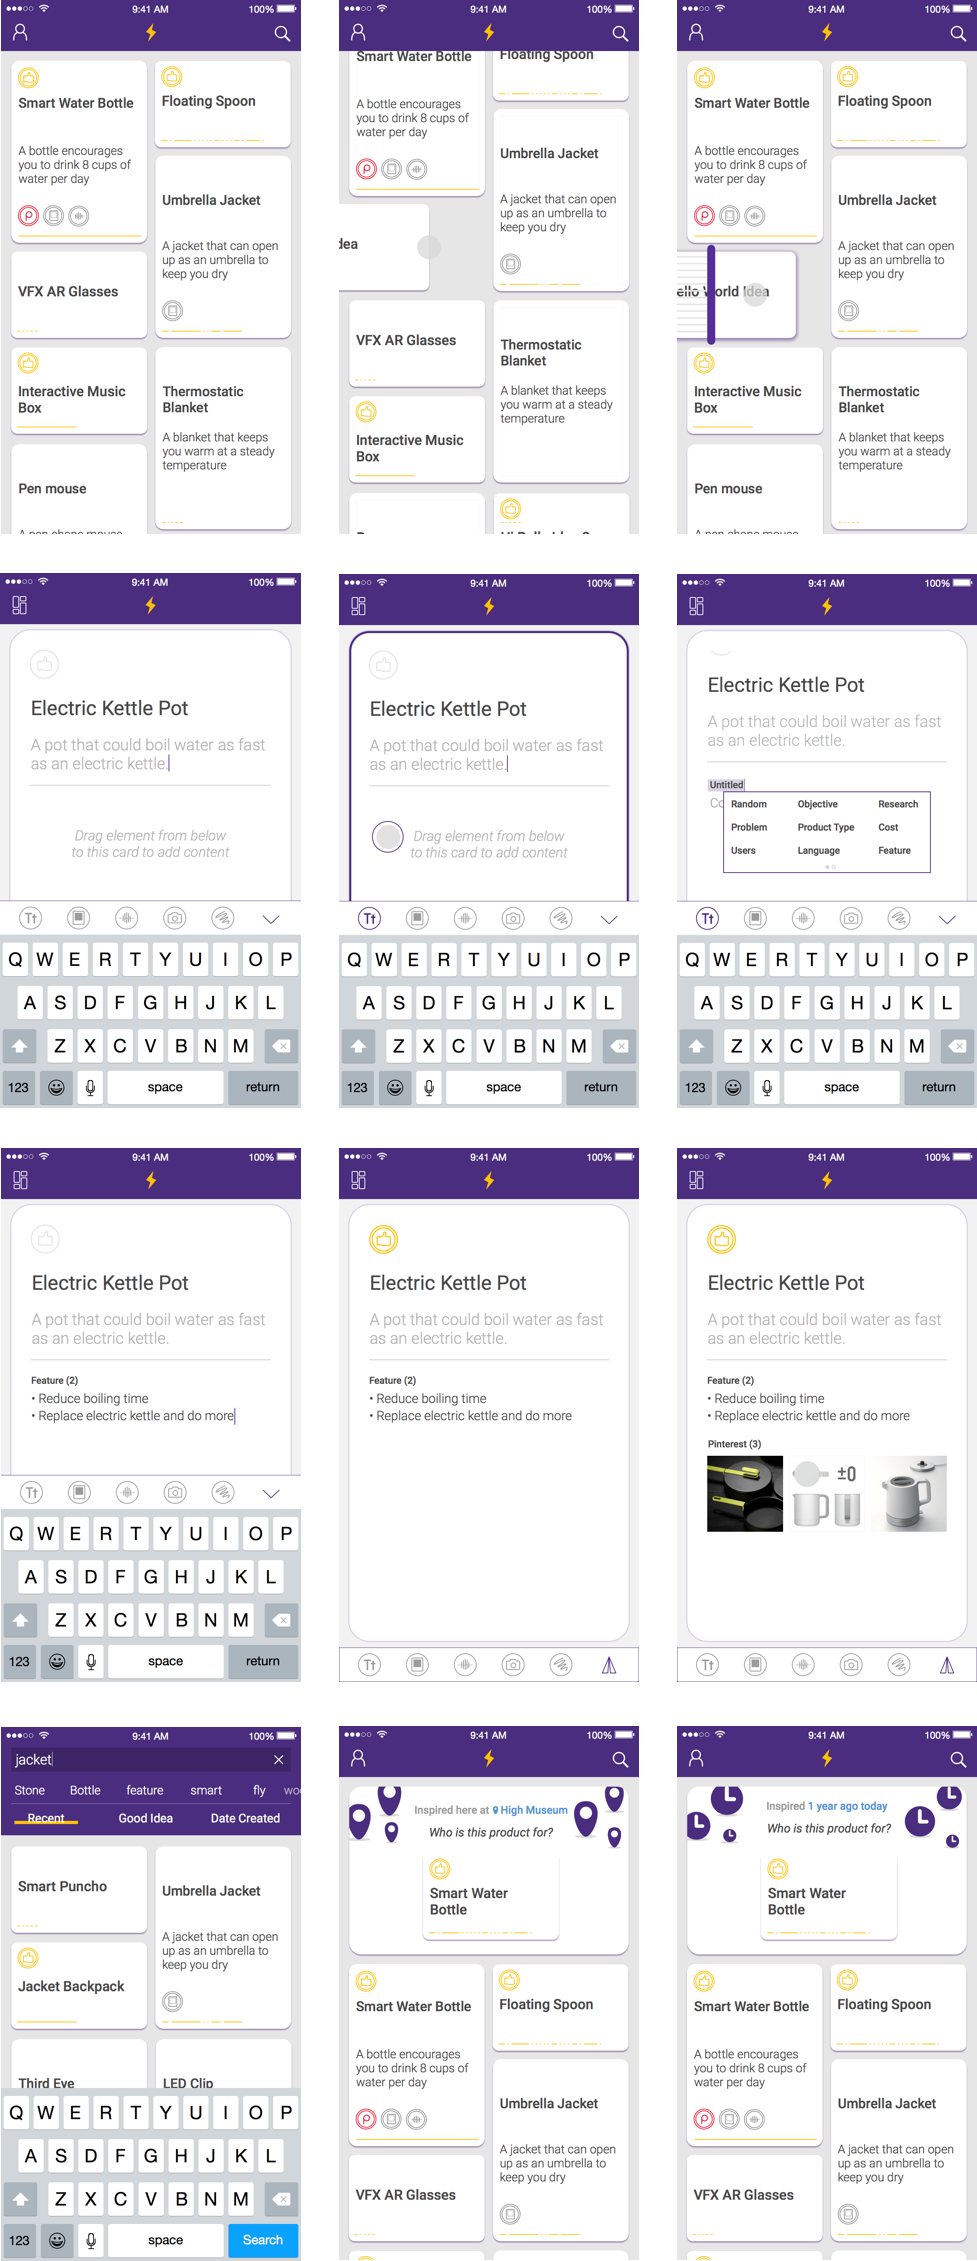 9:41 AM 100%
Smart Water Bottle
A bottle encourages
you to drink 8 cups of
water per day
VFX AR Glasses
Interactive Music
Box
Pen mouse
Floating Spoon
Umbrella Jacket
A jacket that can open
up as an umbrella to
keep you dry
Thermostatic
Blanket
A blanket that keeps
you warm at a steady
temperature
9:41 AM 100%
Smart Water Bottle
A bottle encourages
you to drink 8 cups of
water per day
dea
VFX AR Glasses
Interactive Music
Box
Floating Spoon
Umbrella Jacket
A jacket that can open
up as an umbrella to
keep you dry
Thermostatic
Blanket
A blanket that keeps
you warm at a steady
temperature
9:41 AM 100%
Smart Water Bottle
A bottle encourages
you to drink 8 cups of
water per day
ello World Idea
Interactive Music
Box
Pen mouse
Floating Spoon
Umbrella Jacket
A jacket that can open
up as an umbrella to
keep you dry
Thermostatic
Blanket
A blanket that keeps
you warm at a steady
temperature
9:41 AM 100%
Electric Kettle Pot
A pot that could boil water as fast
as an electric kettle.
Drag element from below
to this card to add content
Tt
Q W E R T Y U I O P
A S D F G H J K L
Z X C V B N M
123 space return
9:41 AM 100%
Electric Kettle Pot
A pot that could boil water as fast
as an electric kettle.
Drag element from below
to this card to add content
Tt
Q W E R T Y U I O P
A S D F G H J K L
Z X C V B N M
123 space return
9:41 AM 100%
Electric Kettle Pot
A pot that could boil water as fast
as an electric kettle.
Untitled
Co
Random Objective Research
Problem Product Type Cost
Users Language Feature
Tt
Q W E R T Y U I O P
A S D F G H J K L
Z X C V B N M
123 space return
9:41 AM 100%
Electric Kettle Pot
A pot that could boil water as fast
as an electric kettle.
Feature (2)
• Reduce boiling time
• Replace electric kettle and do more
Tt
Q W E R T Y U I O P
A S D F G H J K L
Z X C V B N M
123 space return
9:41 AM 100%
Electric Kettle Pot
A pot that could boil water as fast
as an electric kettle.
Feature (2)
• Reduce boiling time
• Replace electric kettle and do more
Tt
9:41 AM 100%
Electric Kettle Pot
A pot that could boil water as fast
as an electric kettle.
Feature (2)
• Reduce boiling time
• Replace electric kettle and do more
Pinterest (3)
±0
Tt
9:41 AM 100%
jacket
Stone Bottle feature smart fly wo
Recent Good Idea Date Created
Smart Puncho
Jacket Backpack
Third Eye
Umbrella Jacket
A jacket that can open
up as an umbrella to
keep you dry
LED Clip
Q W E R T Y U I O P
A S D F G H J K L
Z X C V B N M
123 space Search
9:41 AM 100%
Inspired here at High Museum
Who is this product for?
Smart Water
Bottle
Smart Water Bottle
A bottle encourages
you to drink 8 cups of
water per day
VFX AR Glasses
Floating Spoon
Umbrella Jacket
A jacket that can open
up as an umbrella to
keep you dry
9:41 AM 100%
Inspired 1 year ago today
Who is this product for?
Smart Water
Bottle
Smart Water Bottle
A bottle encourages
you to drink 8 cups of
water per day
VFX AR Glasses
Floating Spoon
Umbrella Jacket
A jacket that can open
up as an umbrella to
keep you dry